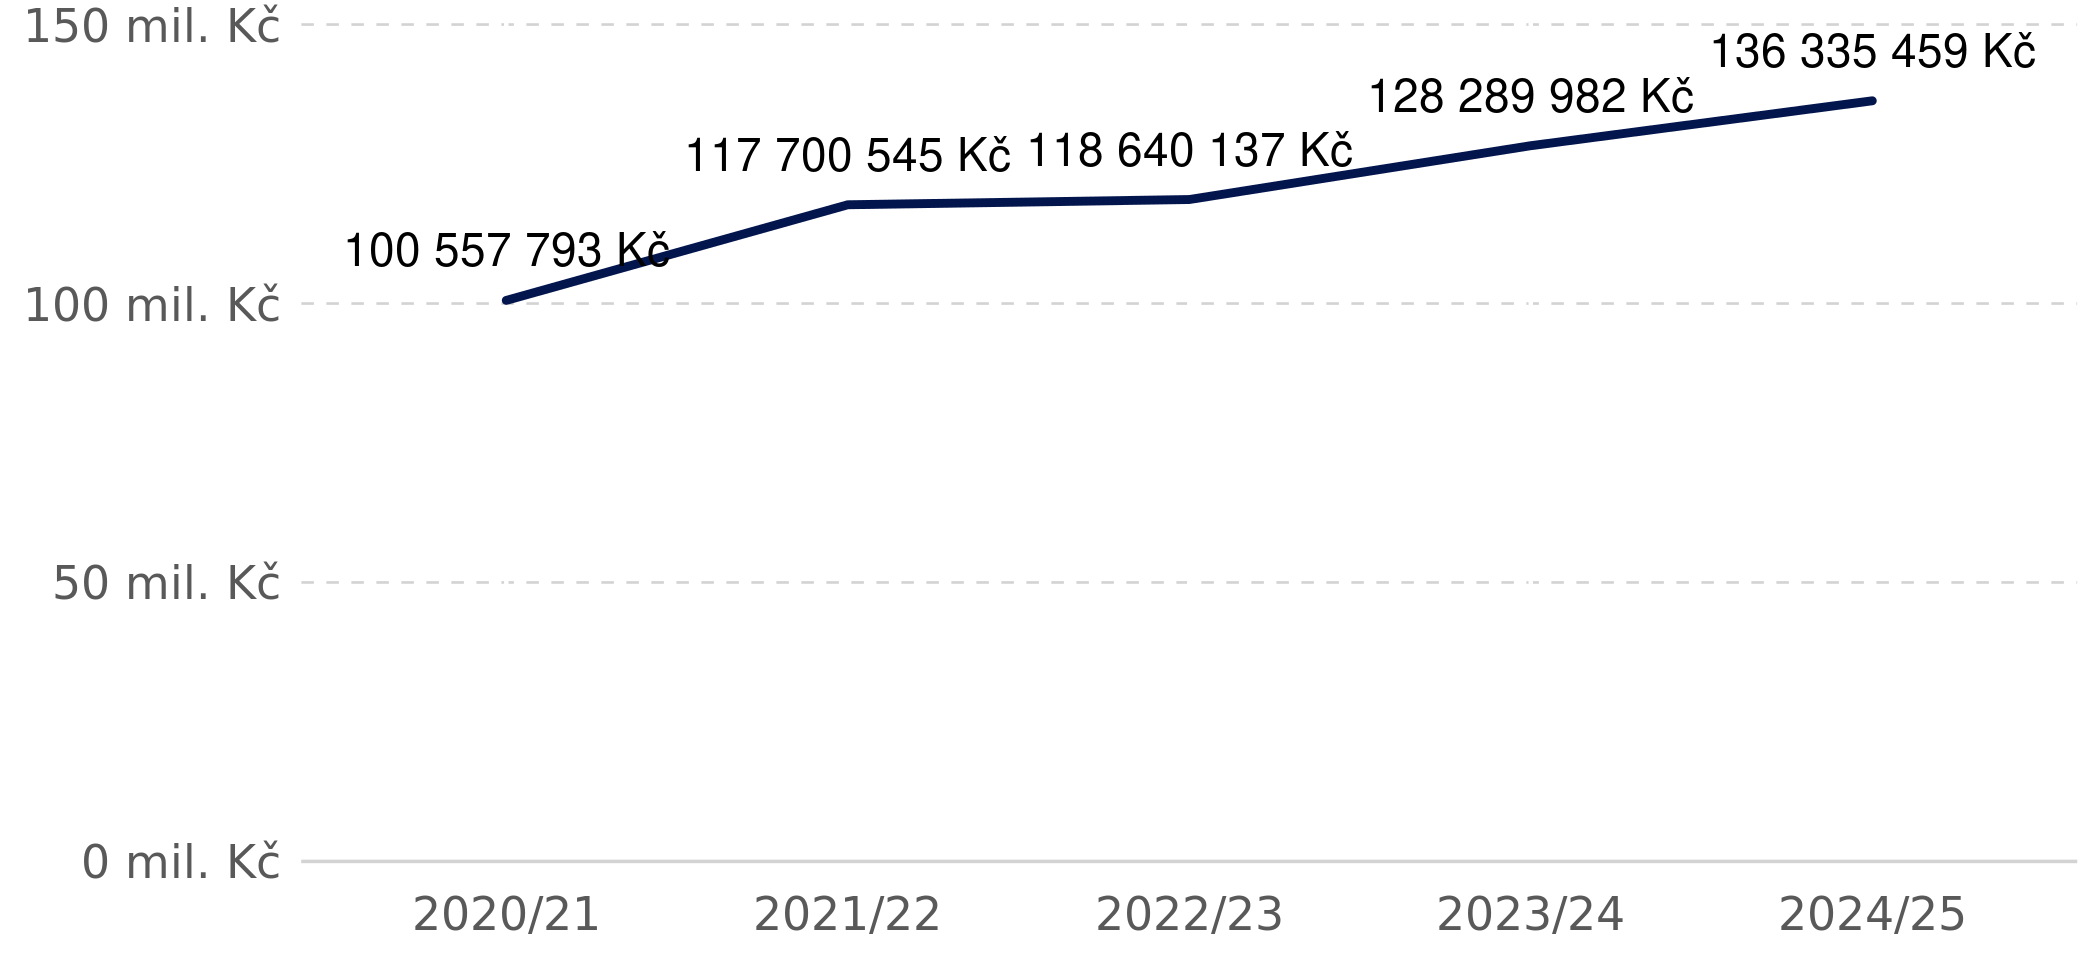 150 mil. Kč
136 335 459 Kč
128 289 982 Kč
117 700 545 Kč 118 640 137 Kč
100 557 793 Kč
100 mil. Kč
50 mil. Kč
0 mil. Kč
2020/21 2021/22 2022/23 2023/24 2024/25